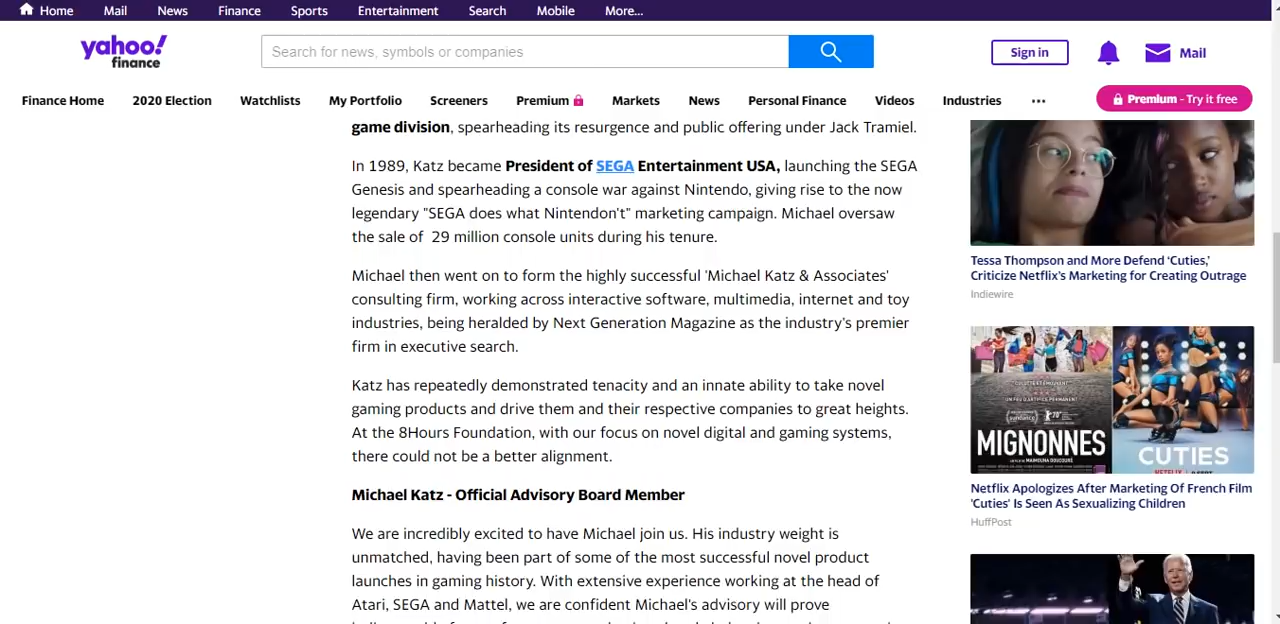 Home Mail News Finance Sports Entertainment Search Mobile More...
yahoo!
finance
Search for news, symbols or companies
Sign in
Mail
Finance Home 2020 Election Watchlists My Portfolio Screeners Premium Markets News Personal Finance Videos Industries ...
Premium - Try it free
game division, spearheading its resurgence and public offering under Jack Tramiel.
In 1989, Katz became President of SEGA Entertainment USA, launching the SEGA
Genesis and spearheading a console war against Nintendo, giving rise to the now
legendary "SEGA does what Nintendon't" marketing campaign. Michael oversaw
the sale of 29 million console units during his tenure.
Michael then went on to form the highly successful 'Michael Katz & Associates'
consulting firm, working across interactive software, multimedia, internet and toy
industries, being heralded by Next Generation Magazine as the industry's premier
firm in executive search.
Katz has repeatedly demonstrated tenacity and an innate ability to take novel
gaming products and drive them and their respective companies to great heights.
At the 8Hours Foundation, with our focus on novel digital and gaming systems,
there could not be a better alignment.
Michael Katz - Official Advisory Board Member
We are incredibly excited to have Michael join us. His industry weight is
unmatched, having been part of some of the most successful novel product
launches in gaming history. With extensive experience working at the head of
Atari, SEGA and Mattel, we are confident Michael's advisory will prove
Tessa Thompson and More Defend ‘Cuties,’
Criticize Netflix’s Marketing for Creating Outrage
Indiewire
sundance
MIGNONNES
CUTIES
Netflix Apologizes After Marketing Of French Film
'Cuties' Is Seen As Sexualizing Children
HuffPost